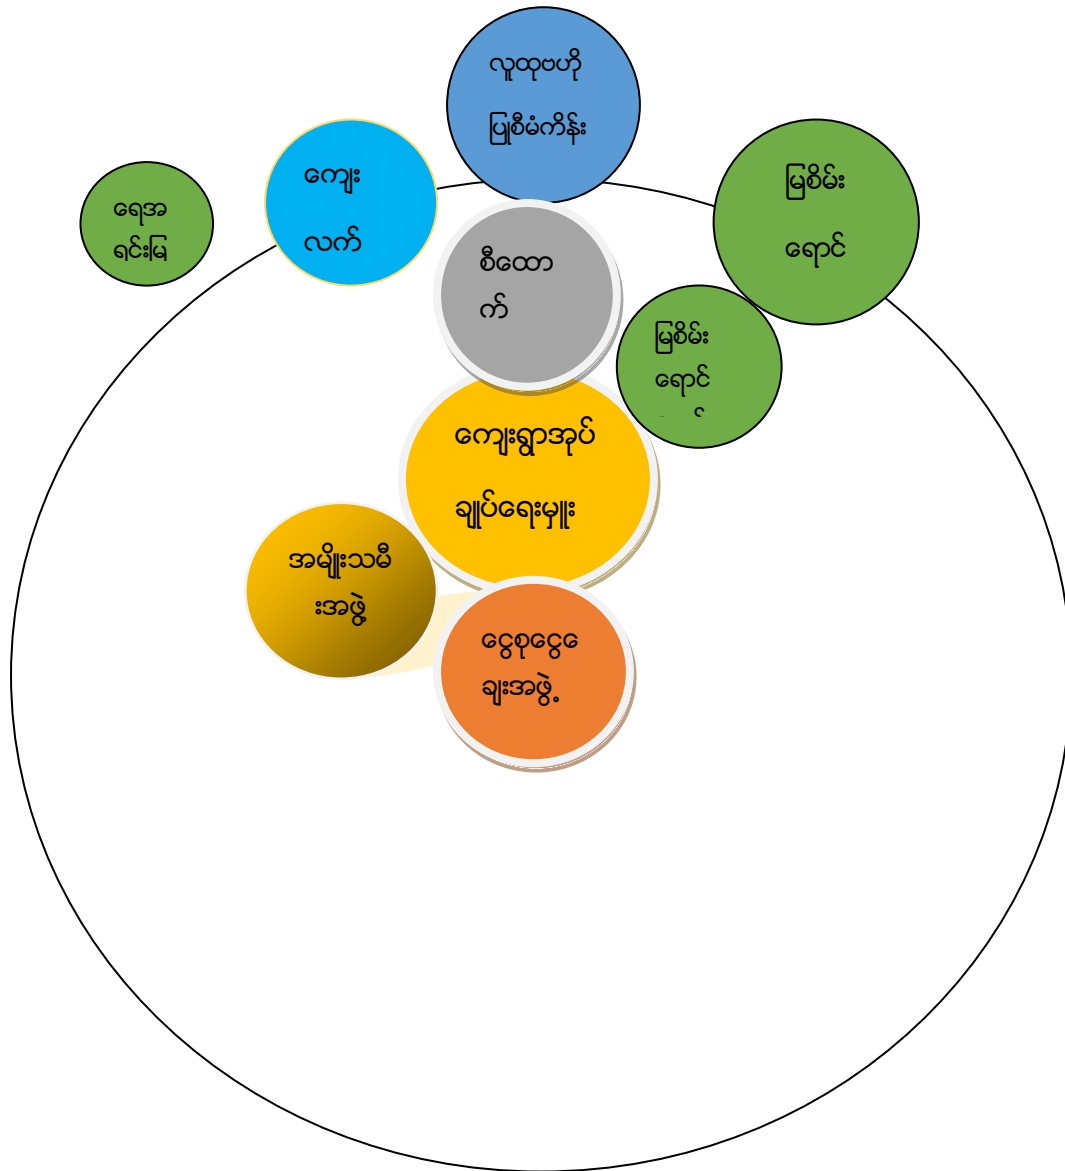 လူထုဗဟို
ပြုစီမံကိန်း
ကျေး
လက်
မြစိမ်း
ရောင်
ရေအ
ရင်းမြ
စီထော
က်
မြစိမ်း
ရောင်
ကျေးရွာအုပ်
ချုပ်ရေးမှူး
အမျိုးသမီ
းအဖွဲ့
ငွေစုငွေ
ချေးအဖွဲ့